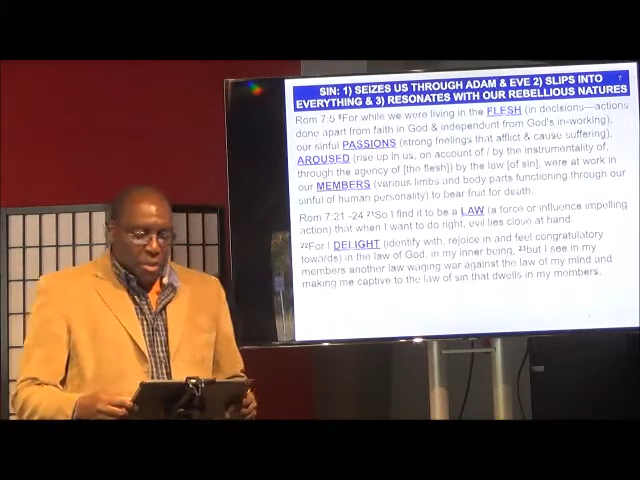 SIN: 1) SEIZES US THROUGH ADAM & EVE 2) SLIPS INTO
EVERYTHING & 3) RESONATES WITH OUR REBELLIOUS NATURES
7
Rom 7:5 ⁵For while we were living in the FLESH (in decisions—actions
done apart from faith in God & independent from God's in-working),
our sinful PASSIONS (strong feelings that afflict & cause suffering),
AROUSED (rise up in us, on account of / by the instrumentality of,
through the agency of [the flesh]) by the law [of sin], were at work in
our MEMBERS (various limbs and body parts functioning through our
sinful of human personality) to bear fruit for death.
Rom 7:21 -24 ²¹So I find it to be a LAW (a force or influence impelling
action) that when I want to do right, evil lies close at hand.
²²For I DELIGHT (identify with, rejoice in and feel congratulatory
towards) in the law of God, in my inner being, ²³but I see in my
members another law waging war against the law of my mind and
making me captive to the law of sin that dwells in my members.